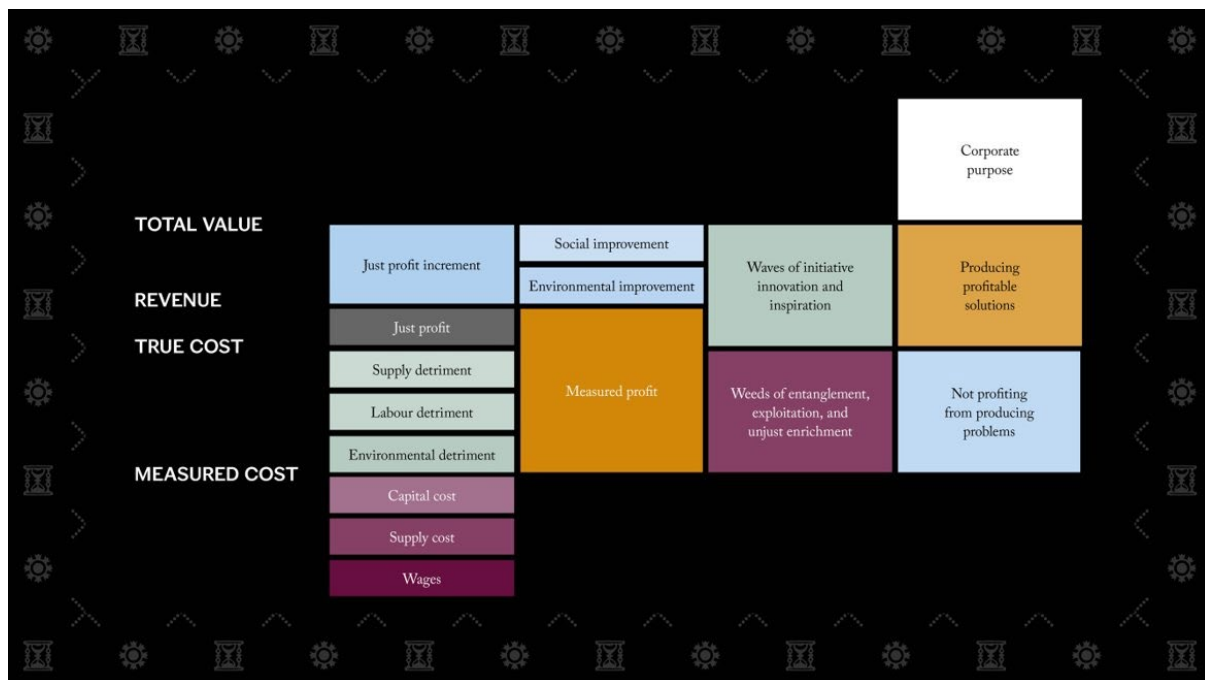 TOTAL VALUE
REVENUE
TRUE COST
MEASURED COST
Just profit increment
Just profit
Supply detriment
Labour detriment
Environmental detriment
Capital cost
Supply cost
Wages
Social improvement
Environmental improvement
Measured profit
Waves of initiative
innovation and
inspiration
Weeds of entanglement,
exploitation, and
unjust enrichment
Corporate
purpose
Producing
profitable
solutions
Not profiting
from producing
problems